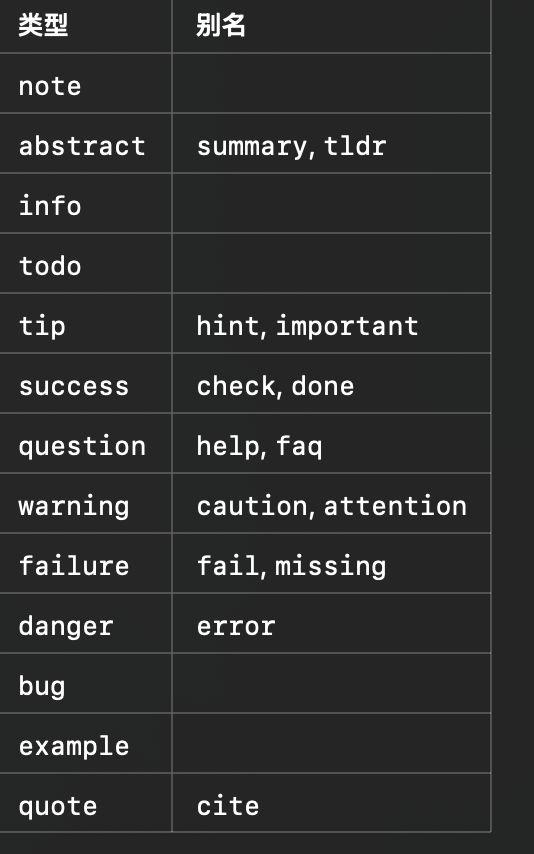 类型 别名
note
abstract summary, tldr
info
todo
tip hint, important
success check, done
question help, faq
warning caution, attention
failure fail, missing
danger error
bug
example
quote cite